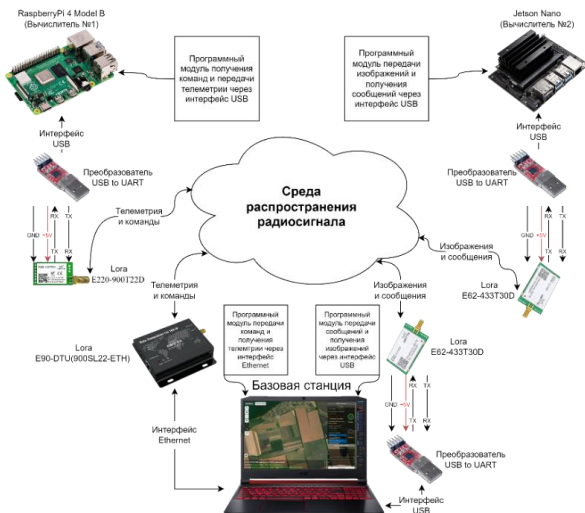 RaspberryPi 4 Model B
(Вычислитель №1)
Программный
модуль получения
команд и передачи
телеметрии через
интерфейс USB
Программный
модуль передачи
изображений и
получения
сообщений через
интерфейс USB
Jetson Nano
(Вычислитель №2)
Интерфейс
USB
Интерфейс
USB
Преобразователь
USB to UART
Преобразователь
USB to UART
Среда
распространения
радиосигнала
RX TX
GND +5V
TX RX
Телеметрия
и команды
RX TX
GND +5V
TX RX
Изображения
и сообщения
Lora
E220-900T22D
Телеметрия
и команды
Изображения
и сообщения
Lora
E62-433T30D
Lora
E90-DTU(900SL22-ETH)
Программный
модуль передачи
команд и
получения
телеметрии через
интерфейс
Ethernet
Программный
модуль передачи
сообщений и
получения
изображений
через интерфейс
USB
Lora
E62-433T30D
Базовая станция
RX
GND +5V TX
TX RX
Интерфейс
Ethernet
Преобразователь
USB to UART
Интерфейс
USB